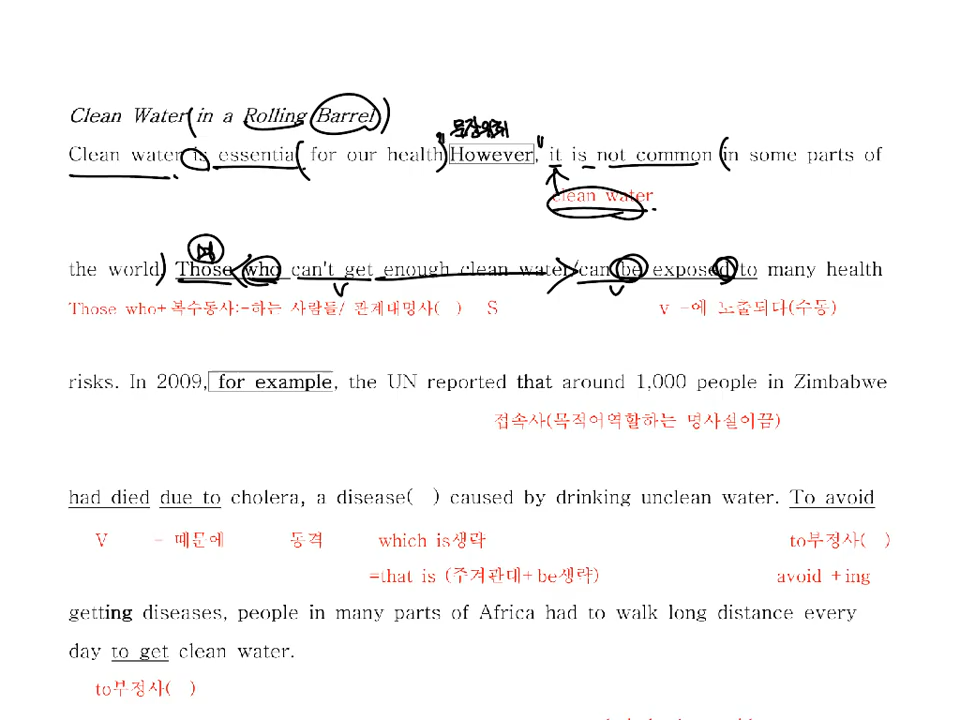 Clean Water in a Rolling Barrel
문장위치
Clean water is essential for our health However, it is not common in some parts of
clean water
the world. Those who can't get enough clean water/can be exposed to many health
V V
Those who+복수동사:-하는 사람들/ 관계대명사( ) S v -에 노출되다(수동)
risks. In 2009, for example, the UN reported that around 1,000 people in Zimbabwe
접속사(목적어역할하는 명사절이끔)
had died due to cholera, a disease( ) caused by drinking unclean water. To avoid
V - 때문에 동격 which is생략 to부정사( )
=that is (주격관대+be생략) avoid +ing
getting diseases, people in many parts of Africa had to walk long distance every
day to get clean water.
to부정사( )